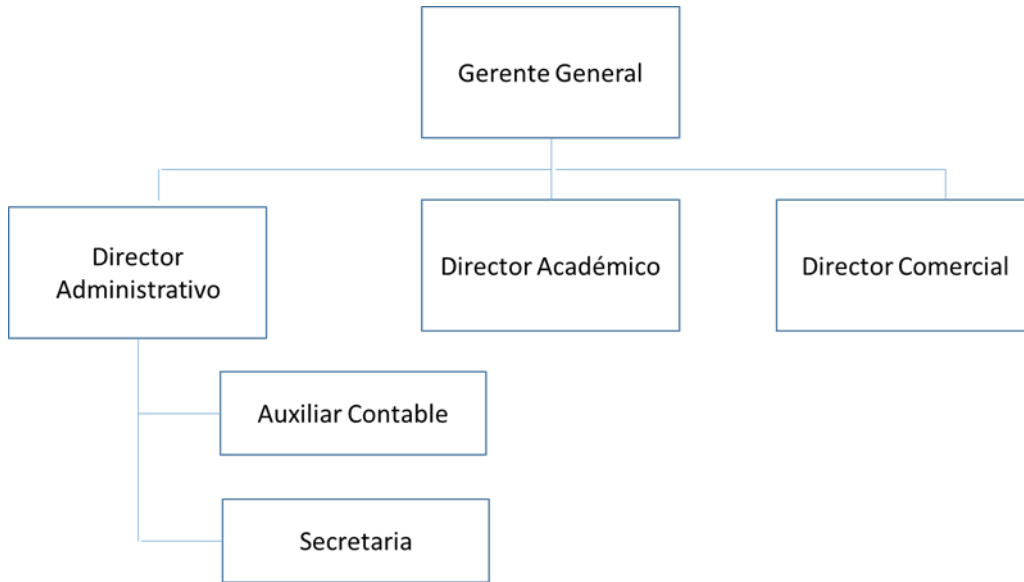 Gerente General
Director
Administrativo
Director Académico
Director Comercial
Auxiliar Contable
Secretaria